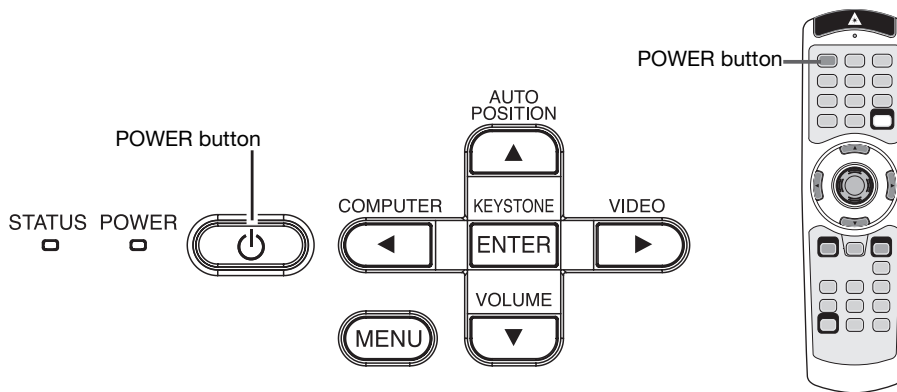 POWER button
AUTO
POSITION
POWER button
STATUS POWER
COMPUTER KEYSTONE VIDEO
ENTER
VOLUME
MENU